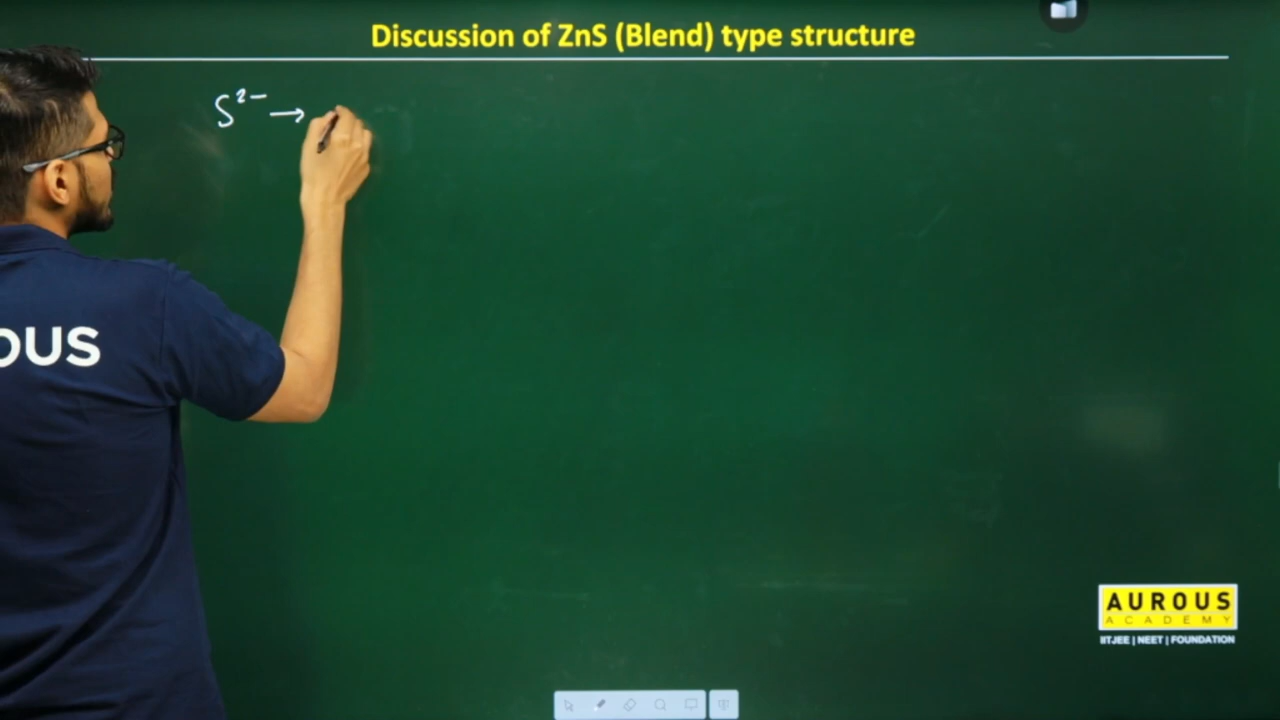 Discussion of ZnS (Blend) type structure
S²⁻ →
OUS
AUROUS
ACADEMY
IITJEE | NEET | FOUNDATION